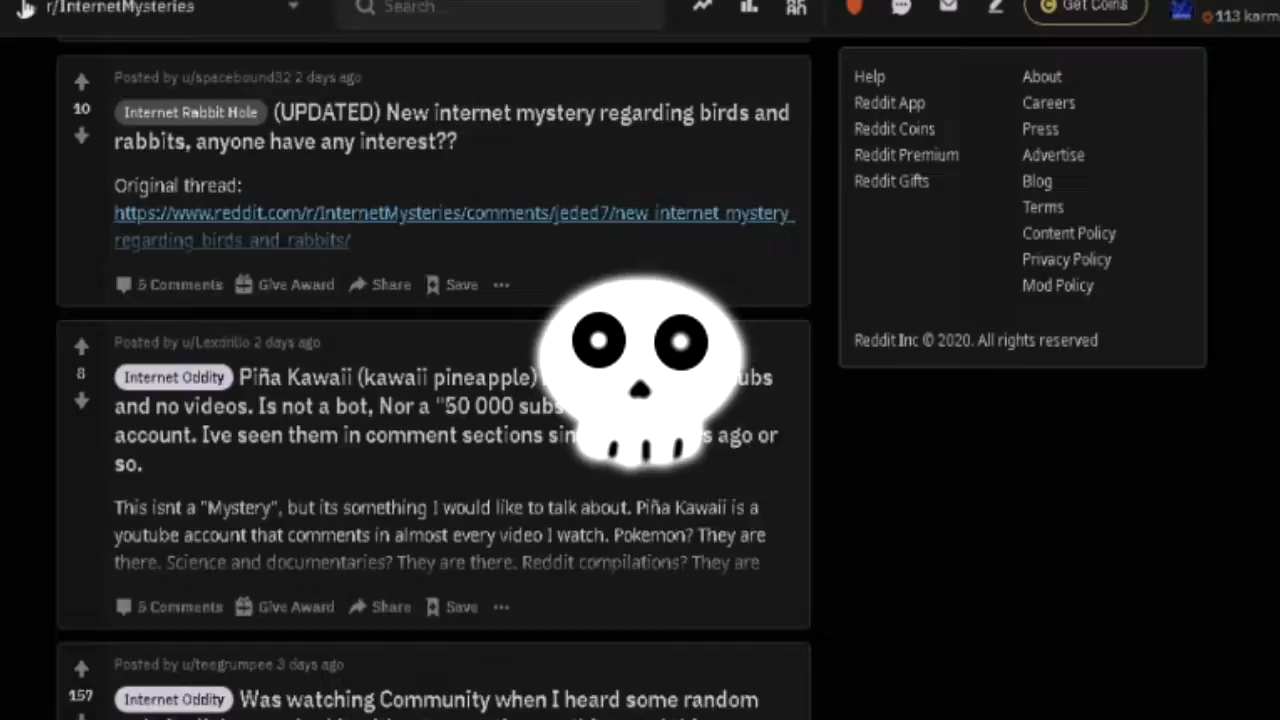 r/InternetMysteries
Search...
Get Coins
113 karm
Posted by u/spacebound32 2 days ago
10
Internet Rabbit Hole (UPDATED) New internet mystery regarding birds and
rabbits, anyone have any interest??
Original thread:
https://www.reddit.com/r/InternetMysteries/comments/jeded7/new_internet_mystery_
regarding_birds_and_rabbits/
5 Comments Give Award Share Save ...
Posted by u/Lexdrillo 2 days ago
8
Internet Oddity Piña Kawaii (kawaii pineapple) ubs
and no videos. Is not a bot, Nor a "50 000 subs
account. Ive seen them in comment sections sin s ago or
so.
This isnt a "Mystery", but its something I would like to talk about. Piña Kawaii is a
youtube account that comments in almost every video I watch. Pokemon? They are
there. Science and documentaries? They are there. Reddit compilations? They are
5 Comments Give Award Share Save ...
Posted by u/teegrumpee 3 days ago
157
Internet Oddity Was watching Community when I heard some random
Help About
Reddit App Careers
Reddit Coins Press
Reddit Premium Advertise
Reddit Gifts Blog
Terms
Content Policy
Privacy Policy
Mod Policy
Reddit Inc © 2020. All rights reserved